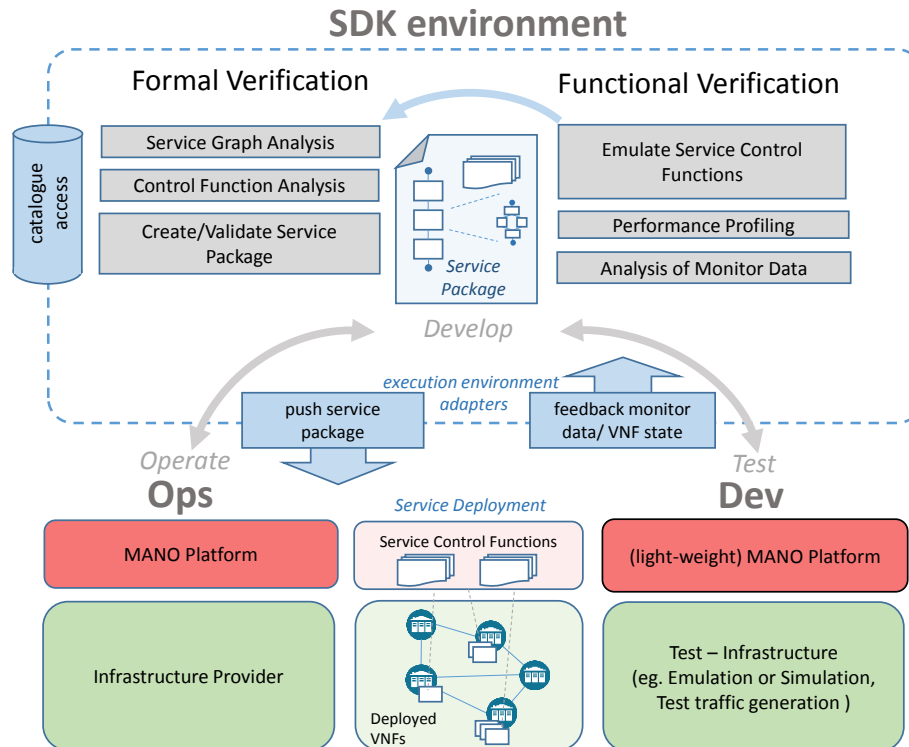 SDK environment
Formal Verification
Functional Verification
catalogue
access
Service Graph Analysis
Control Function Analysis
Create/Validate Service
Package
Service
Package
Emulate Service Control
Functions
Performance Profiling
Analysis of Monitor Data
Develop
execution environment
adapters
push service
package
feedback monitor
data/ VNF state
Operate
Ops
Test
Dev
Service Deployment
MANO Platform
Service Control Functions
(light-weight) MANO Platform
Infrastructure Provider
Deployed
VNFs
Test – Infrastructure
(eg. Emulation or Simulation,
Test traffic generation )